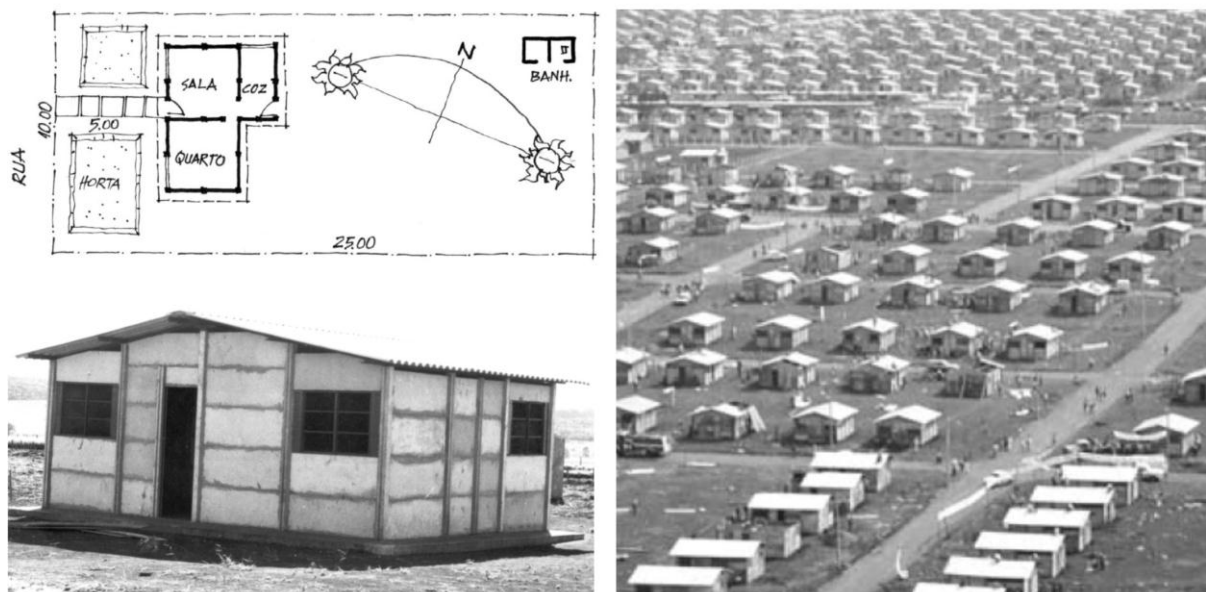 SALA
COZ
N
BANH.
10.00
5.00
RUA
QUARTO
HORTA
25.00